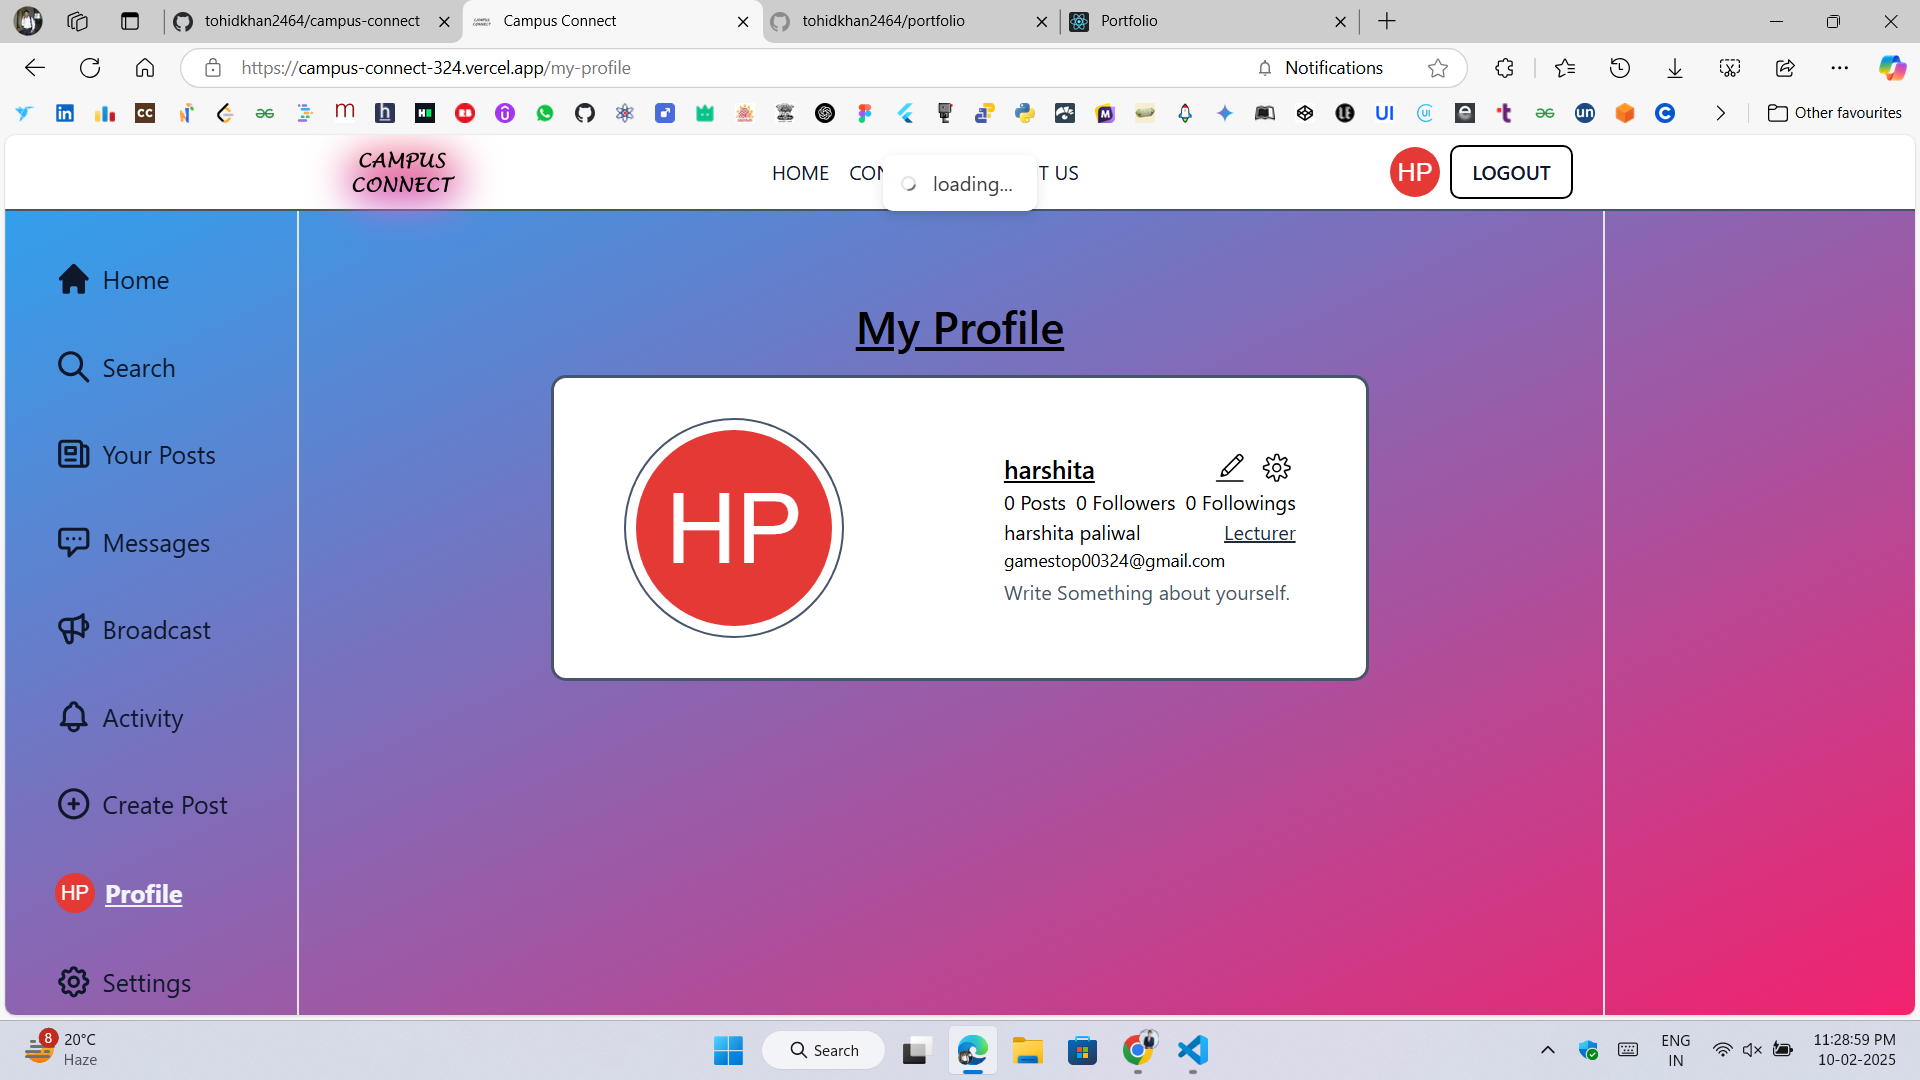 tohidkhan2464/campus-connect
Campus Connect
tohidkhan2464/portfolio
Portfolio
https://campus-connect-324.vercel.app/my-profile
Notifications
Other favourites
CAMPUS
CONNECT
HOME CON
loading...
T US
HP
LOGOUT
Home
Search
Your Posts
Messages
Broadcast
Activity
Create Post
HP Profile
Settings
My Profile
HP
harshita
0 Posts 0 Followers 0 Followings
harshita paliwal Lecturer
gamestop00324@gmail.com
Write Something about yourself.
8
20°C
Haze
Search
ENG
IN
11:28:59 PM
10-02-2025